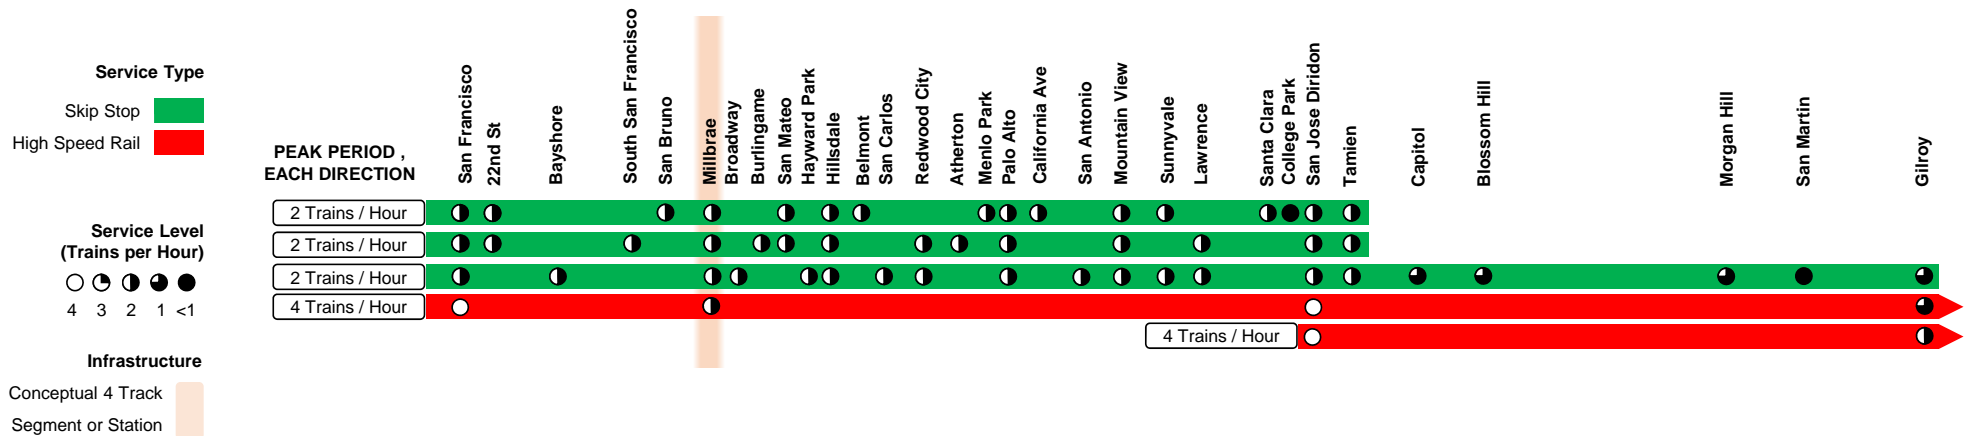 Service Type
Skip Stop
High Speed Rail
Service Level
(Trains per Hour)
4 3 2 1 <1
Infrastructure
Conceptual 4 Track
Segment or Station
PEAK PERIOD ,
EACH DIRECTION
San Francisco
22nd St
Bayshore
South San Francisco
San Bruno
Millbrae
Broadway
Burlingame
San Mateo
Hayward Park
Hillsdale
Belmont
San Carlos
Redwood City
Atherton
Menlo Park
Palo Alto
California Ave
San Antonio
Mountain View
Sunnyvale
Lawrence
Santa Clara
College Park
San Jose Diridon
Tamien
Capitol
Blossom Hill
Morgan Hill
San Martin
Gilroy
2 Trains / Hour
2 Trains / Hour
2 Trains / Hour
4 Trains / Hour
4 Trains / Hour